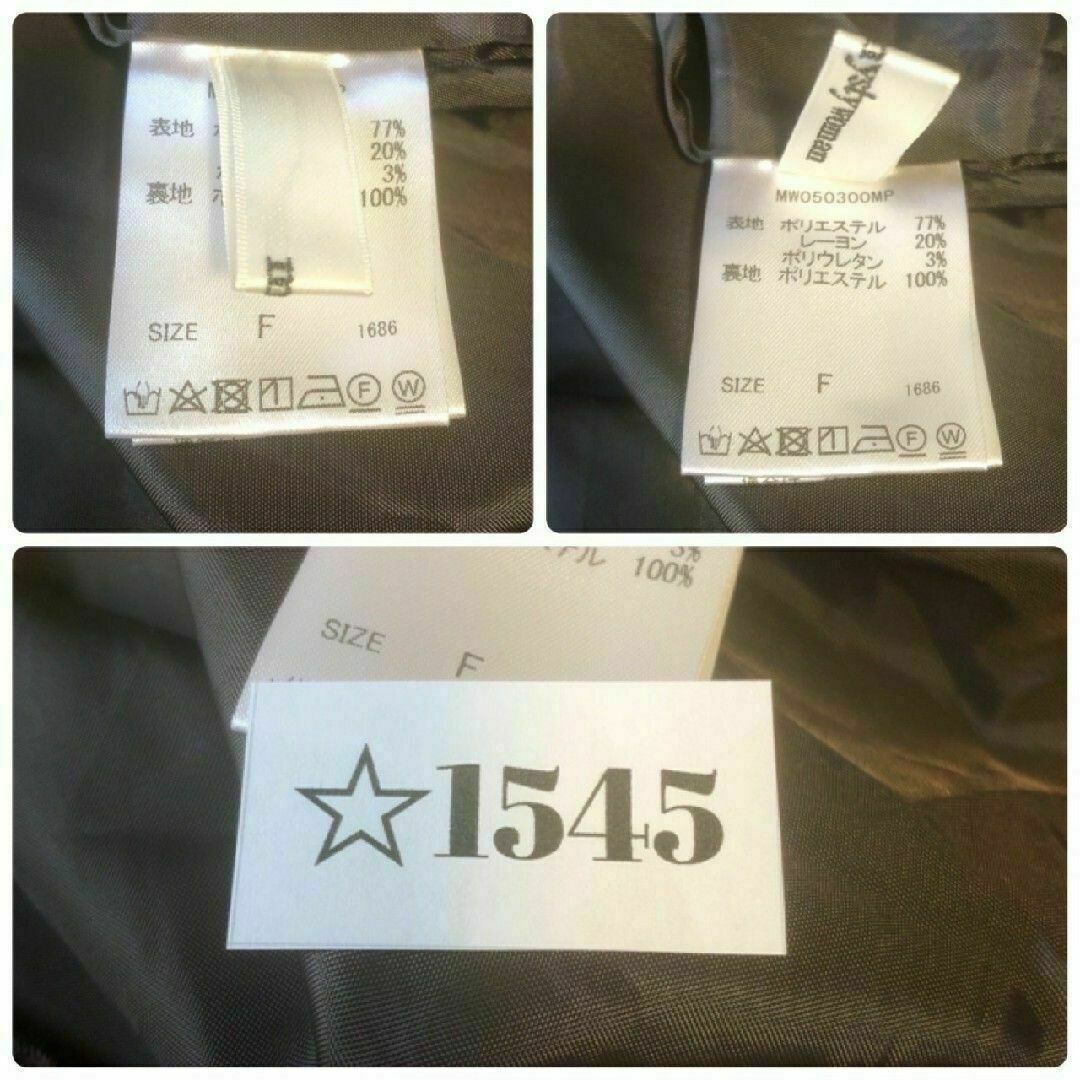 表地 77%
20%
3%
裏地 100%
SIZE F 1686
F W
mystywoman
MW050300MP
表地 ポリエステル 77%
レーヨン 20%
ポリウレタン 3%
裏地 ポリエステル 100%
SIZE F 1686
F W
3%
100%
SIZE F
☆1545